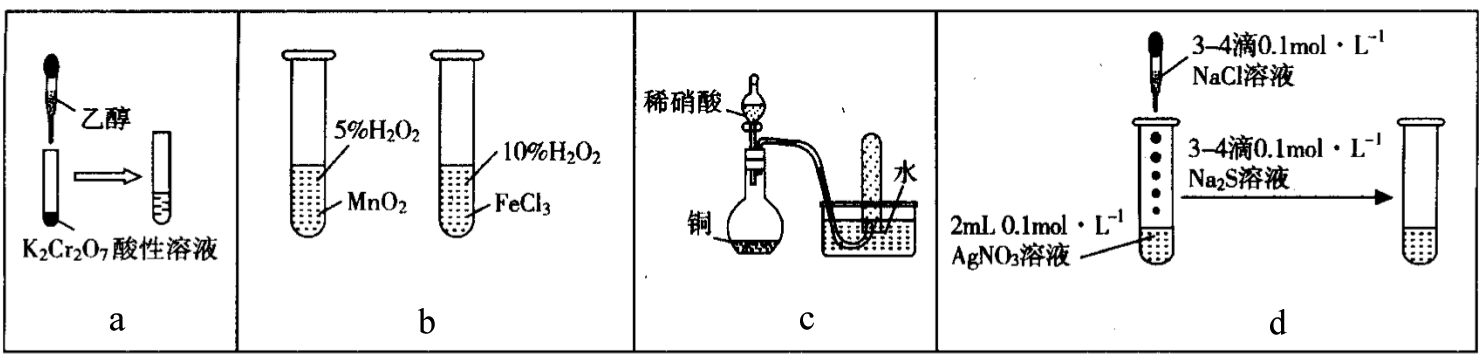 乙醇
K₂Cr₂O₇酸性溶液
a
5%H₂O₂
MnO₂
10%H₂O₂
FeCl₃
b
稀硝酸
铜
水
c
3–4滴0.1mol·L⁻¹
NaCl溶液
3–4滴0.1mol·L⁻¹
Na₂S溶液
2mL 0.1mol·L⁻¹
AgNO₃溶液
d